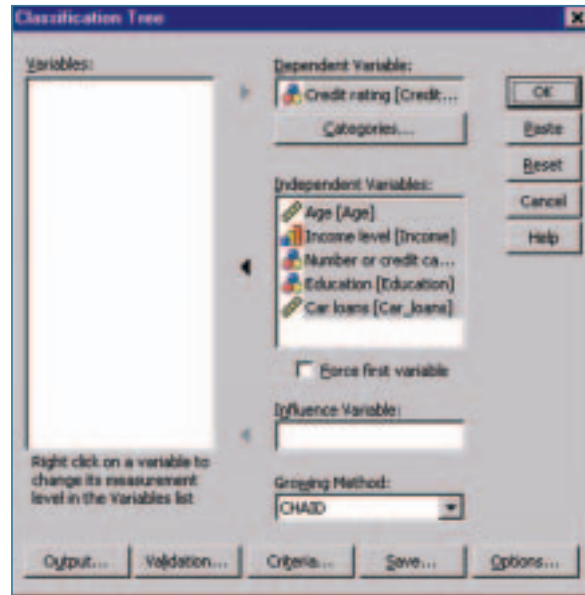 Classification Tree
Variables:
Dependent Variable:
Credit rating [Credit...
Categories...
Independent Variables:
Age [Age]
Income level [Income]
Number or credit ca...
Education [Education]
Car loans [Car_loans]
Force first variable
Influence Variable:
Growing Method:
CHAID
Right click on a variable to
change its measurement
level in the Variables list
OK
Paste
Reset
Cancel
Help
Output...
Validation...
Criteria...
Save...
Options...